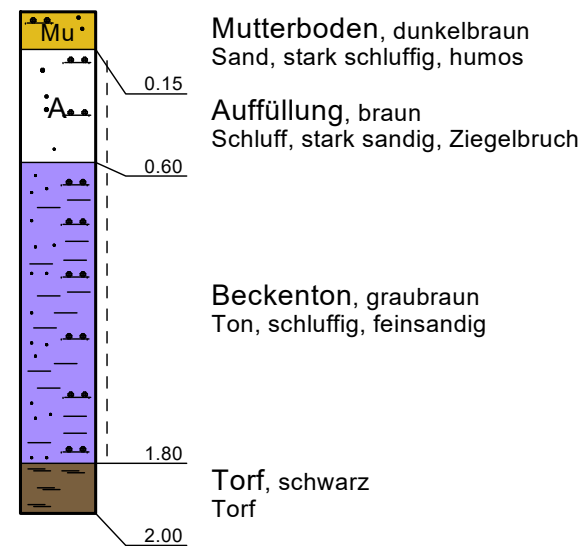 Mu
Mutterboden, dunkelbraun
Sand, stark schluffig, humos
0.15
A
Auffüllung, braun
Schluff, stark sandig, Ziegelbruch
0.60
Beckenton, graubraun
Ton, schluffig, feinsandig
1.80
Torf, schwarz
Torf
2.00